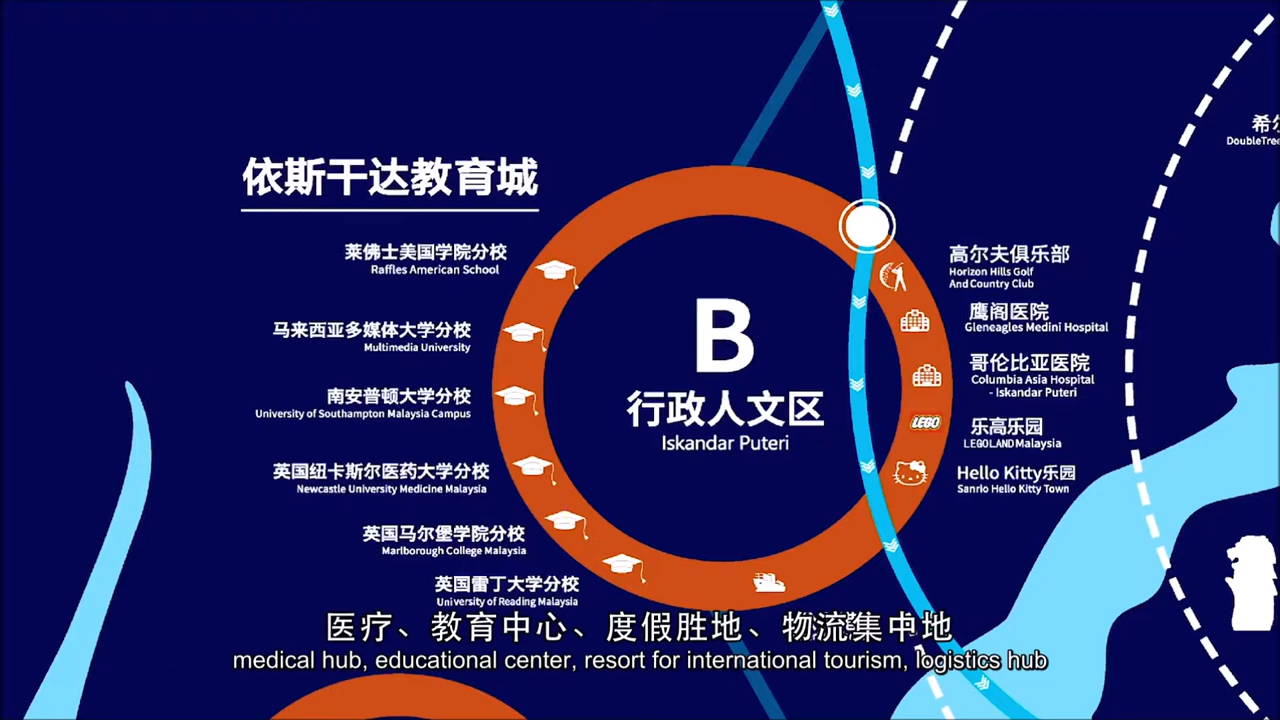 希尔
DoubleTree
依斯干达教育城
莱佛士美国学院分校
Raffles American School
马来西亚多媒体大学分校
Multimedia University
南安普顿大学分校
University of Southampton Malaysia Campus
英国纽卡斯尔医药大学分校
Newcastle University Medicine Malaysia
英国马尔堡学院分校
Marlborough College Malaysia
英国雷丁大学分校
University of Reading Malaysia
B
行政人文区
Iskandar Puteri
高尔夫俱乐部
Horizon Hills Golf
And Country Club
鹰阁医院
Gleneagles Medini Hospital
哥伦比亚医院
Columbia Asia Hospital
- Iskandar Puteri
LEGO
乐高乐园
LEGOLAND Malaysia
Hello Kitty乐园
Sanrio Hello Kitty Town
医疗、教育中心、度假胜地、物流集中地
medical hub, educational center, resort for international tourism, logistics hub